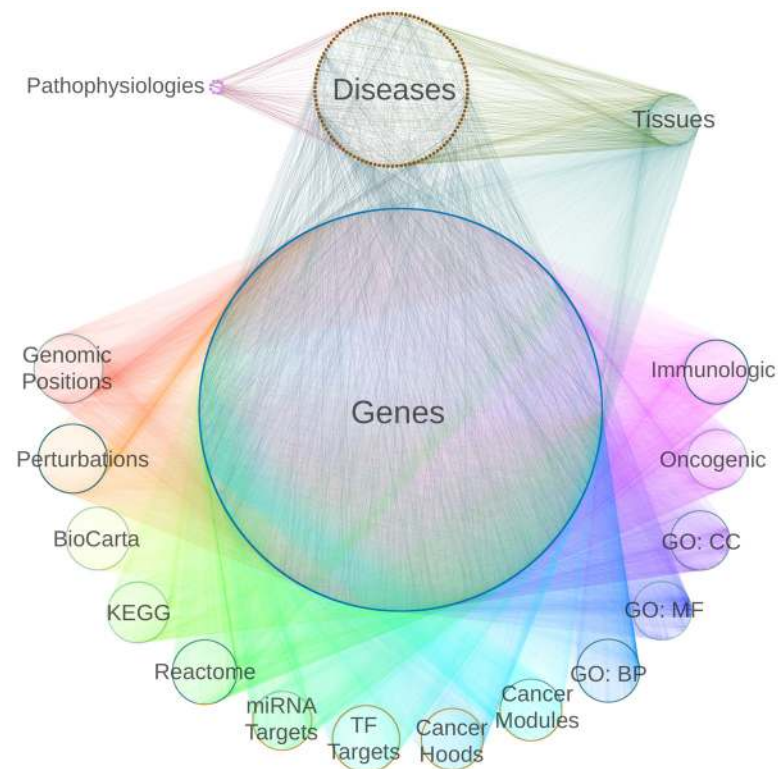 Pathophysiologies
Diseases
Tissues
Genes
Genomic
Positions
Perturbations
BioCarta
KEGG
Reactome
miRNA
Targets
TF
Targets
Cancer
Hoods
Cancer
Modules
GO: BP
GO: MF
GO: CC
Oncogenic
Immunologic